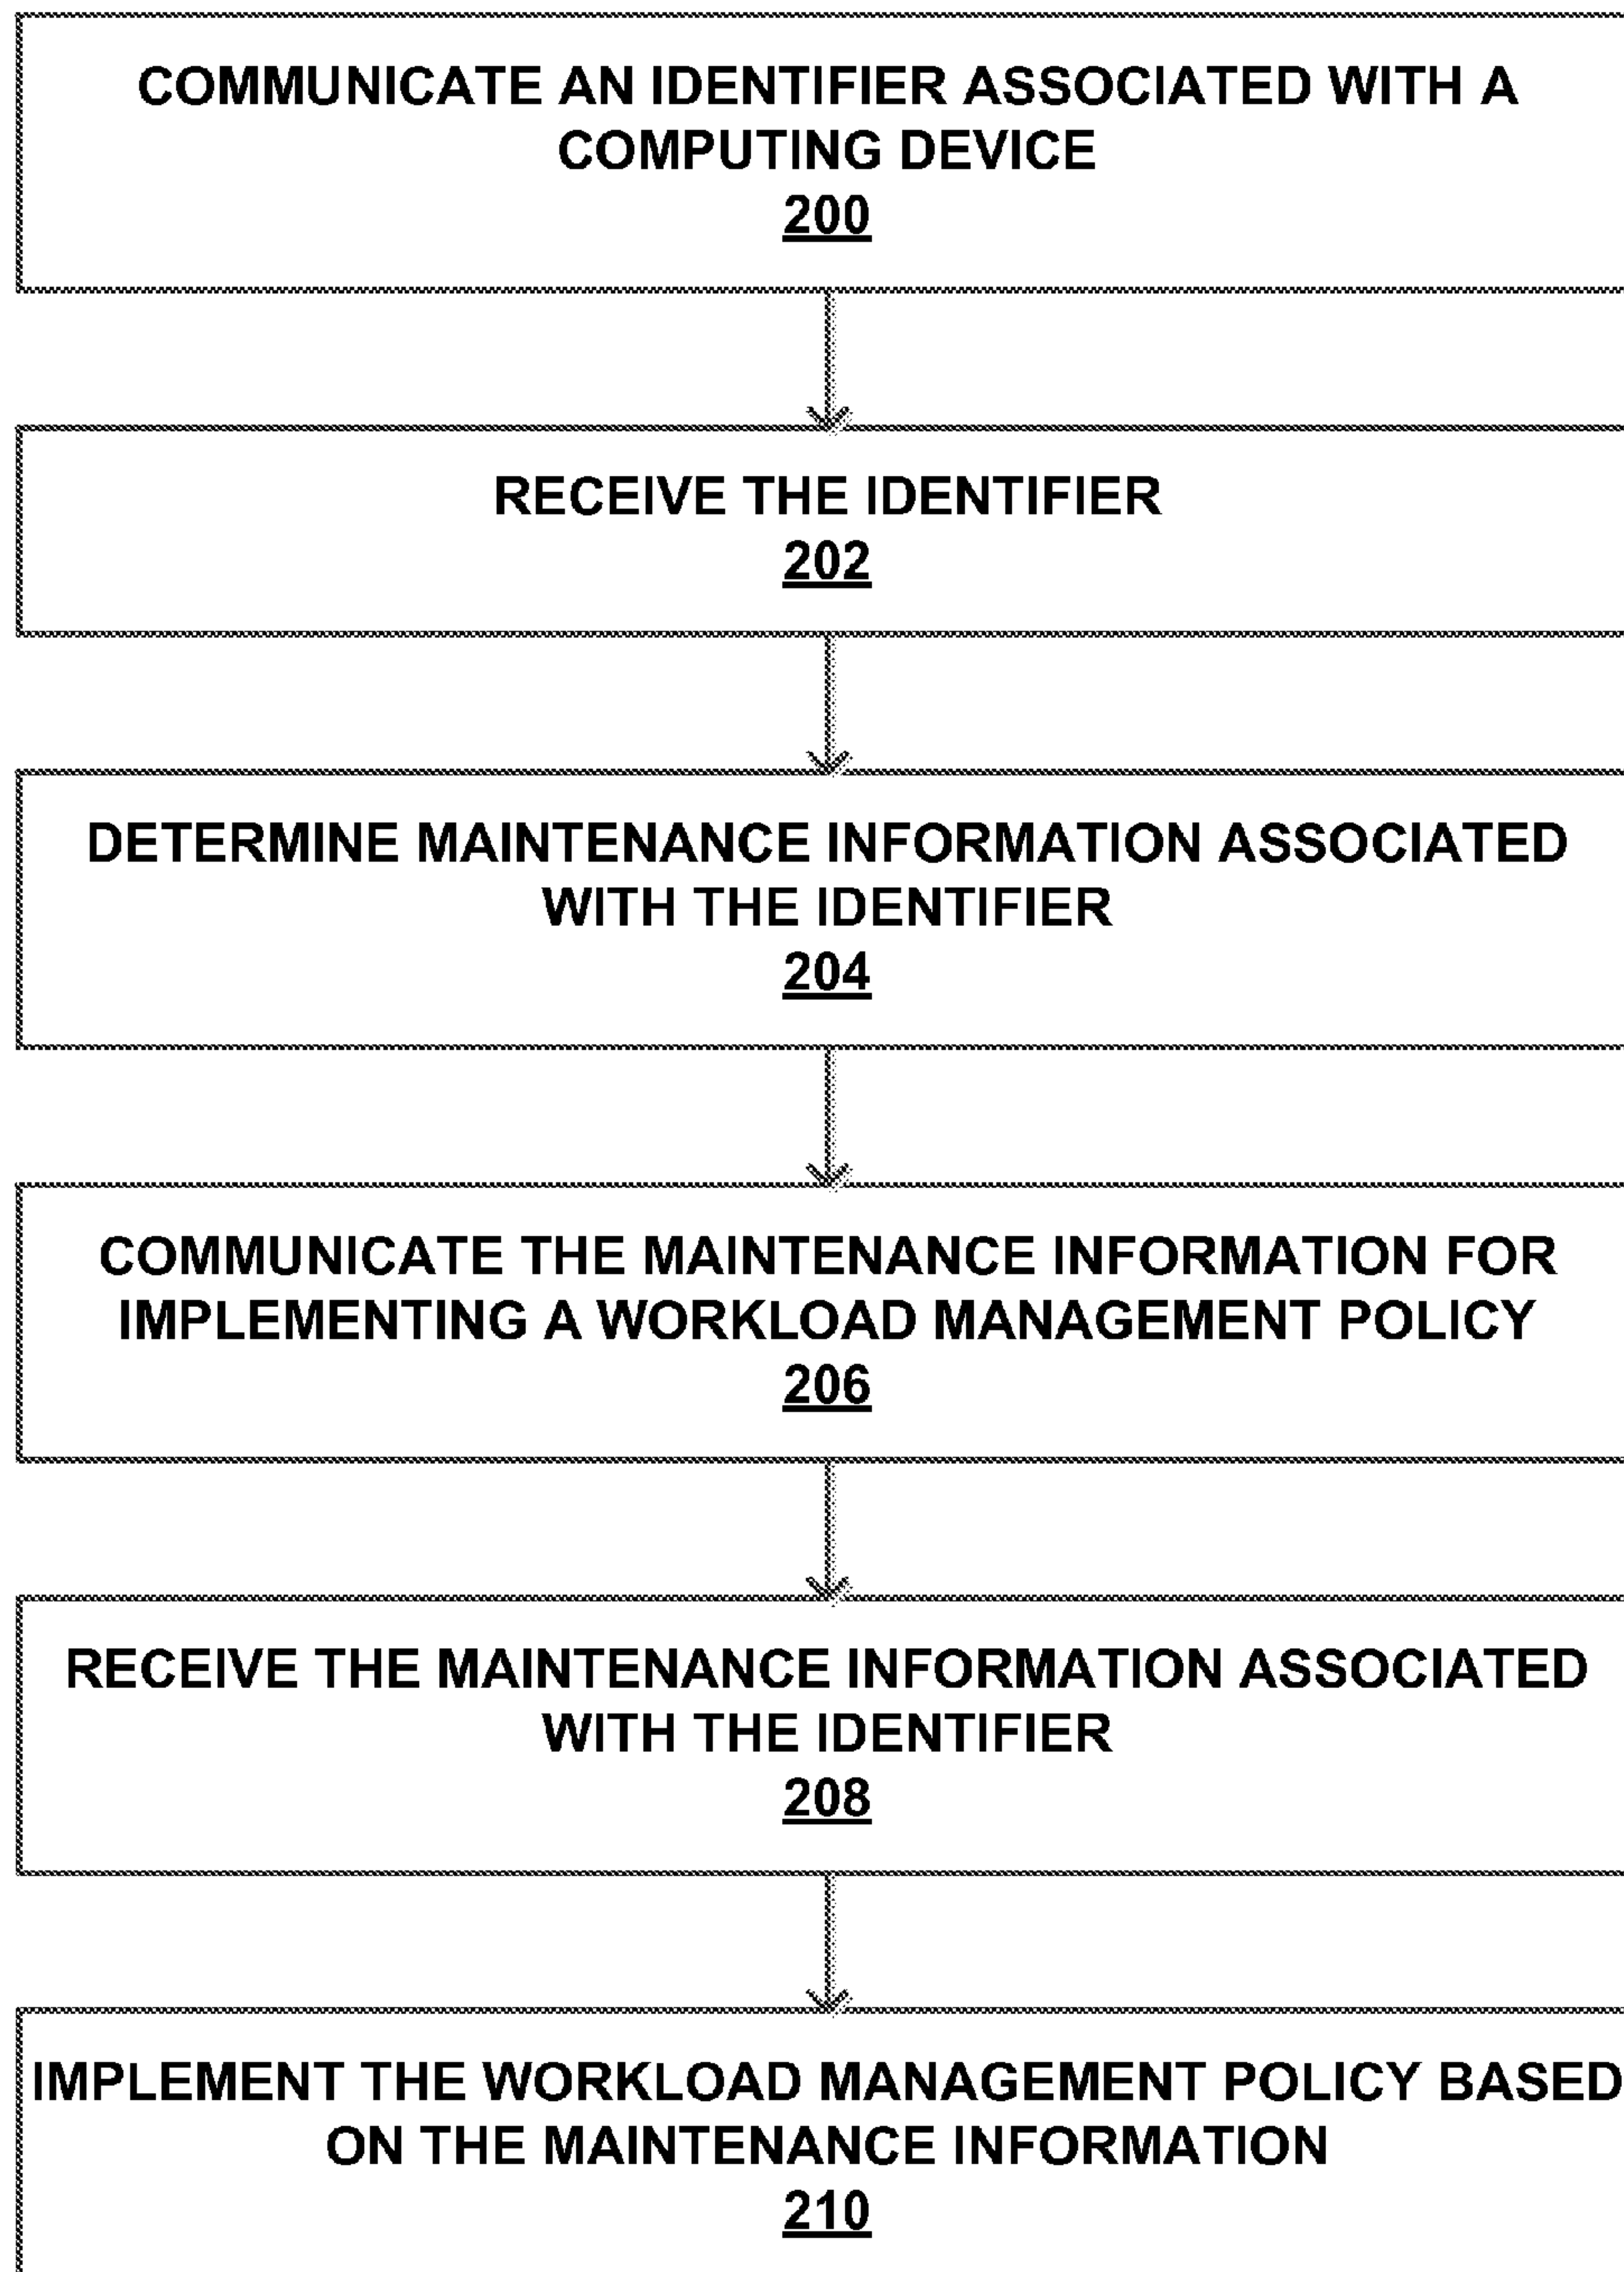 COMMUNICATE AN IDENTIFIER ASSOCIATED WITH A
COMPUTING DEVICE
200
RECEIVE THE IDENTIFIER
202
DETERMINE MAINTENANCE INFORMATION ASSOCIATED
WITH THE IDENTIFIER
204
COMMUNICATE THE MAINTENANCE INFORMATION FOR
IMPLEMENTING A WORKLOAD MANAGEMENT POLICY
206
RECEIVE THE MAINTENANCE INFORMATION ASSOCIATED
WITH THE IDENTIFIER
208
IMPLEMENT THE WORKLOAD MANAGEMENT POLICY BASED
ON THE MAINTENANCE INFORMATION
210